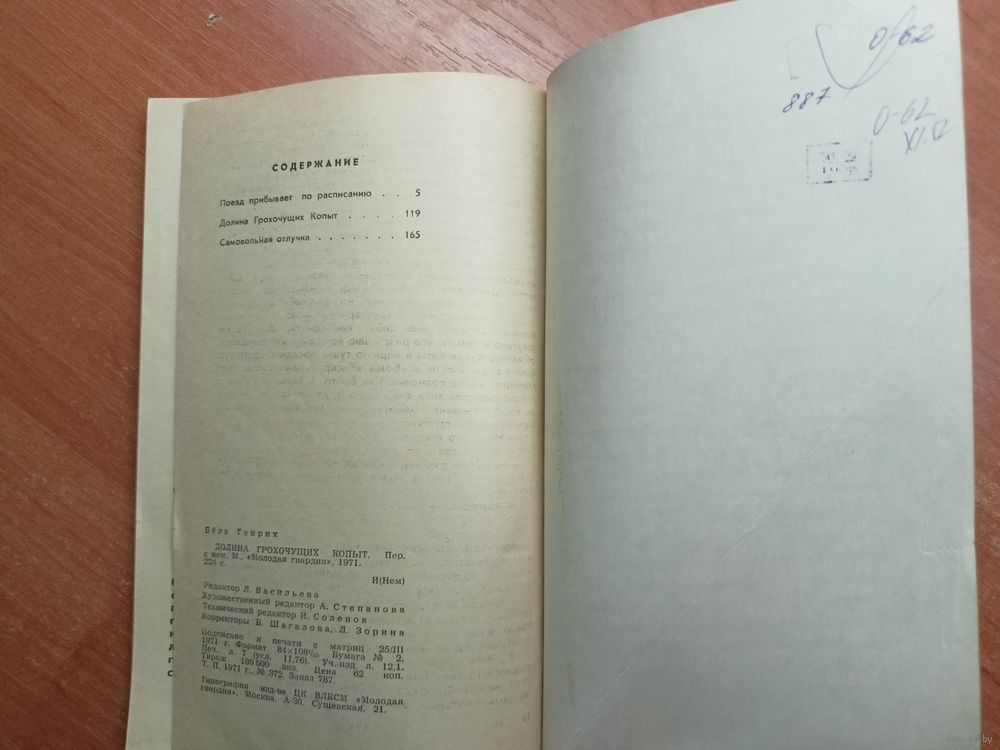 СОДЕРЖАНИЕ
Поезд прибывает по расписанию . . 5
Долина Грохочущих Копыт . . . . 119
Самовольная отлучка . . . . . . . 165
Бёль Генрих
ДОЛИНА ГРОХОЧУЩИХ КОПЫТ. Пер.
с нем. М., «Молодая гвардия», 1971.
224 с.
И(Нем)
Редактор Л. Васильева
Художественный редактор А. Степанова
Технический редактор И. Соленов
Корректоры В. Шагалова, Л. Зорина
Подписано к печати с матриц 25/III
1971 г. Формат 84×108¹/₃₂. Бумага № 2.
Печ. л. 7 (усл. 11,76). Уч.-изд. л. 12,1.
Тираж 100 000 экз. Цена 62 коп.
Т. П. 1971 г., № 372. Заказ 787.
Типография изд-ва ЦК ВЛКСМ «Молодая
гвардия». Москва, А-30, Сущевская, 21.
0-62
887
0-62